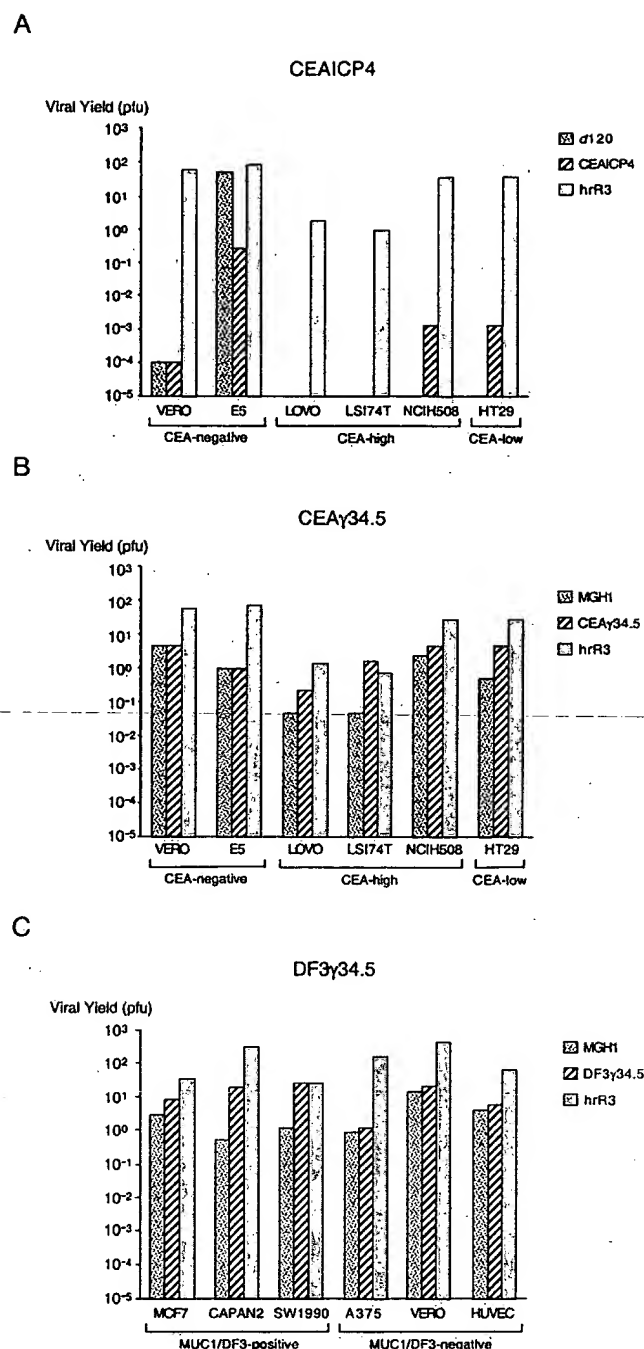 A
CEAICP4
Viral Yield (pfu)
10³
10²
10¹
10⁰
10⁻¹
10⁻²
10⁻³
10⁻⁴
10⁻⁵
d120
CEAICP4
hrR3
VERO E5 LOVO LSI74T NCIH508 HT29
CEA-negative CEA-high CEA-low
B
CEAγ34.5
Viral Yield (pfu)
10³
10²
10¹
10⁰
10⁻¹
10⁻²
10⁻³
10⁻⁴
10⁻⁵
MGH1
CEAγ34.5
hrR3
VERO E5 LOVO LSI74T NCIH508 HT29
CEA-negative CEA-high CEA-low
C
DF3γ34.5
Viral Yield (pfu)
10³
10²
10¹
10⁰
10⁻¹
10⁻²
10⁻³
10⁻⁴
10⁻⁵
MGH1
DF3γ34.5
hrR3
MCF7 CAPAN2 SW1990 A375 VERO HUVEC
MUC1/DF3-positive MUC1/DF3-negative